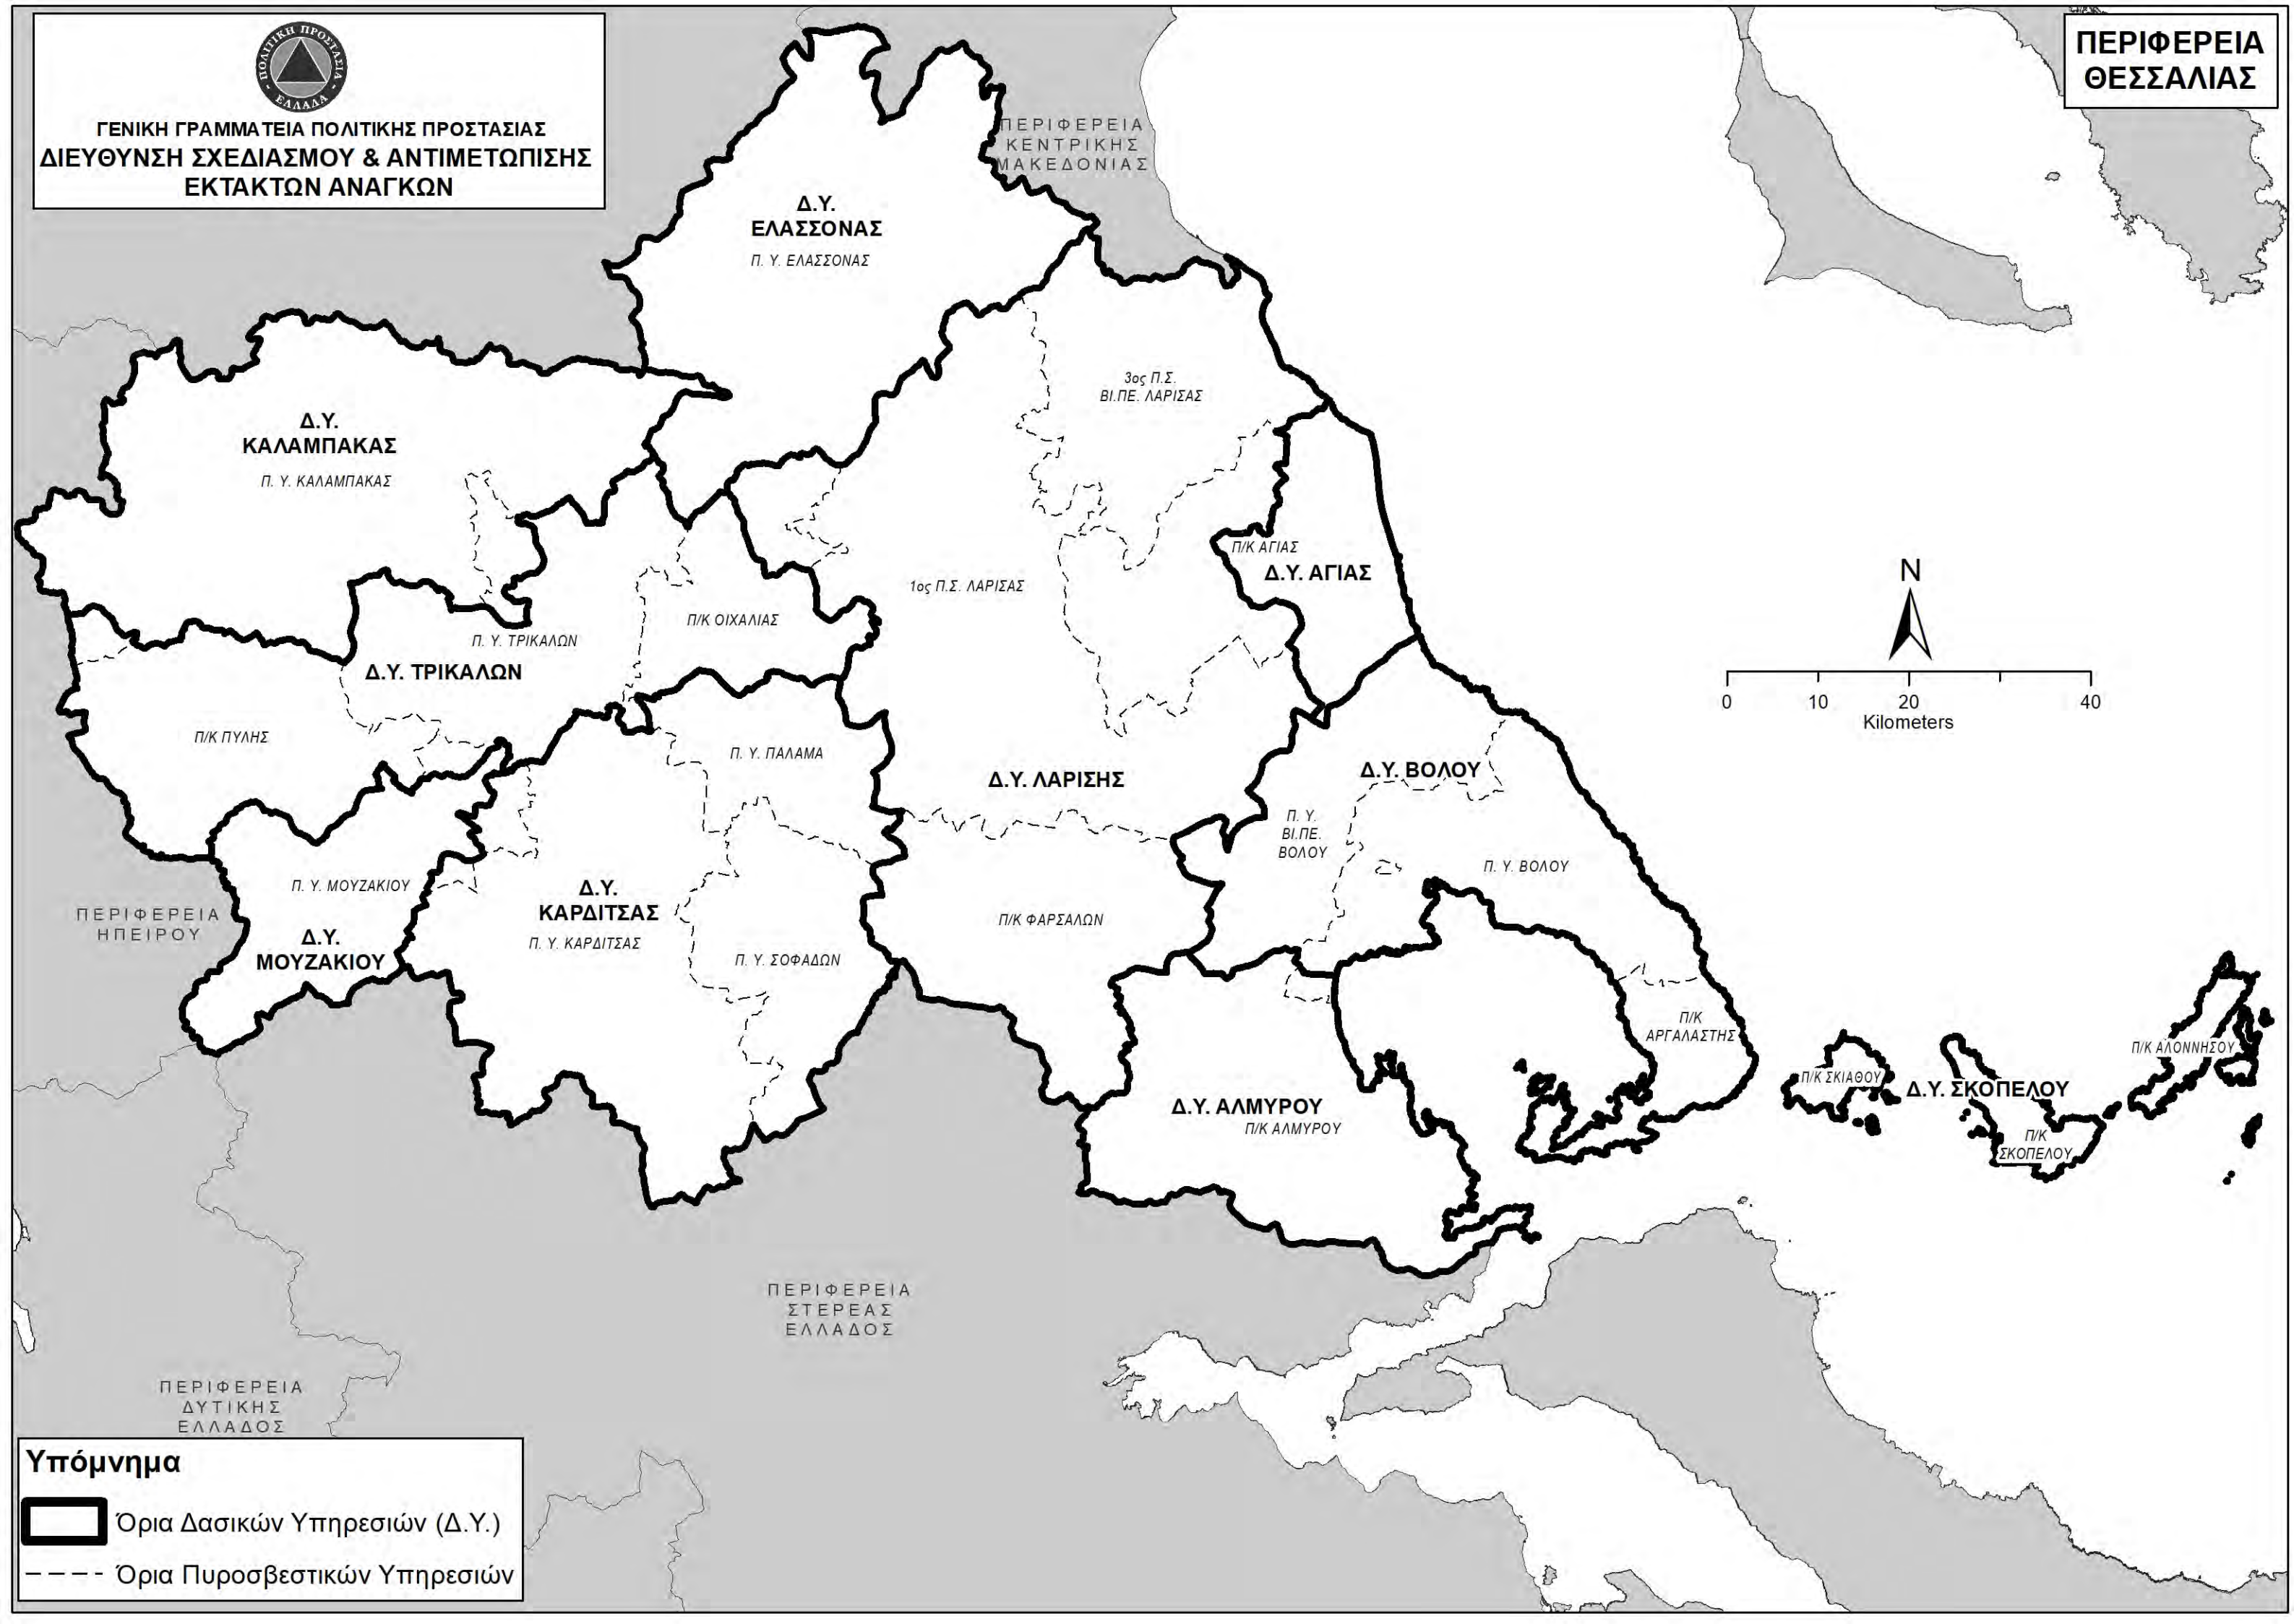 ΠΟΛΙΤΙΚΗ ΠΡΟΣΤΑΣΙΑ
- ΕΛΛΑΔΑ -
ΓΕΝΙΚΗ ΓΡΑΜΜΑΤΕΙΑ ΠΟΛΙΤΙΚΗΣ ΠΡΟΣΤΑΣΙΑΣ
ΔΙΕΥΘΥΝΣΗ ΣΧΕΔΙΑΣΜΟΥ & ΑΝΤΙΜΕΤΩΠΙΣΗΣ
ΕΚΤΑΚΤΩΝ ΑΝΑΓΚΩΝ
ΠΕΡΙΦΕΡΕΙΑ
ΘΕΣΣΑΛΙΑΣ
ΠΕΡΙΦΕΡΕΙΑ
ΚΕΝΤΡΙΚΗΣ
ΜΑΚΕΔΟΝΙΑΣ
Δ.Υ.
ΕΛΑΣΣΟΝΑΣ
Π. Υ. ΕΛΑΣΣΟΝΑΣ
3ος Π.Σ.
ΒΙ.ΠΕ. ΛΑΡΙΣΑΣ
Δ.Υ.
ΚΑΛΑΜΠΑΚΑΣ
Π. Υ. ΚΑΛΑΜΠΑΚΑΣ
Π/Κ ΑΓΙΑΣ
Δ.Υ. ΑΓΙΑΣ
1ος Π.Σ. ΛΑΡΙΣΑΣ
Π/Κ ΟΙΧΑΛΙΑΣ
Π. Υ. ΤΡΙΚΑΛΩΝ
Δ.Υ. ΤΡΙΚΑΛΩΝ
N
0 10 20 40
Kilometers
Π/Κ ΠΥΛΗΣ
Π. Υ. ΠΑΛΑΜΑ
Δ.Υ. ΛΑΡΙΣΗΣ
Δ.Υ. ΒΟΛΟΥ
Π. Υ.
ΒΙ.ΠΕ.
ΒΟΛΟΥ
Π. Υ. ΒΟΛΟΥ
Π. Υ. ΜΟΥΖΑΚΙΟΥ
Δ.Υ.
ΜΟΥΖΑΚΙΟΥ
Δ.Υ.
ΚΑΡΔΙΤΣΑΣ
Π. Υ. ΚΑΡΔΙΤΣΑΣ
Π. Υ. ΣΟΦΑΔΩΝ
Π/Κ ΦΑΡΣΑΛΩΝ
ΠΕΡΙΦΕΡΕΙΑ
ΗΠΕΙΡΟΥ
Π/Κ
ΑΡΓΑΛΑΣΤΗΣ
Π/Κ ΣΚΙΑΘΟΥ
Δ.Υ. ΣΚΟΠΕΛΟΥ
Π/Κ ΑΛΟΝΝΗΣΟΥ
Π/Κ
ΣΚΟΠΕΛΟΥ
Δ.Υ. ΑΛΜΥΡΟΥ
Π/Κ ΑΛΜΥΡΟΥ
ΠΕΡΙΦΕΡΕΙΑ
ΣΤΕΡΕΑΣ
ΕΛΛΑΔΟΣ
ΠΕΡΙΦΕΡΕΙΑ
ΔΥΤΙΚΗΣ
ΕΛΛΑΔΟΣ
Υπόμνημα
Όρια Δασικών Υπηρεσιών (Δ.Υ.)
Όρια Πυροσβεστικών Υπηρεσιών